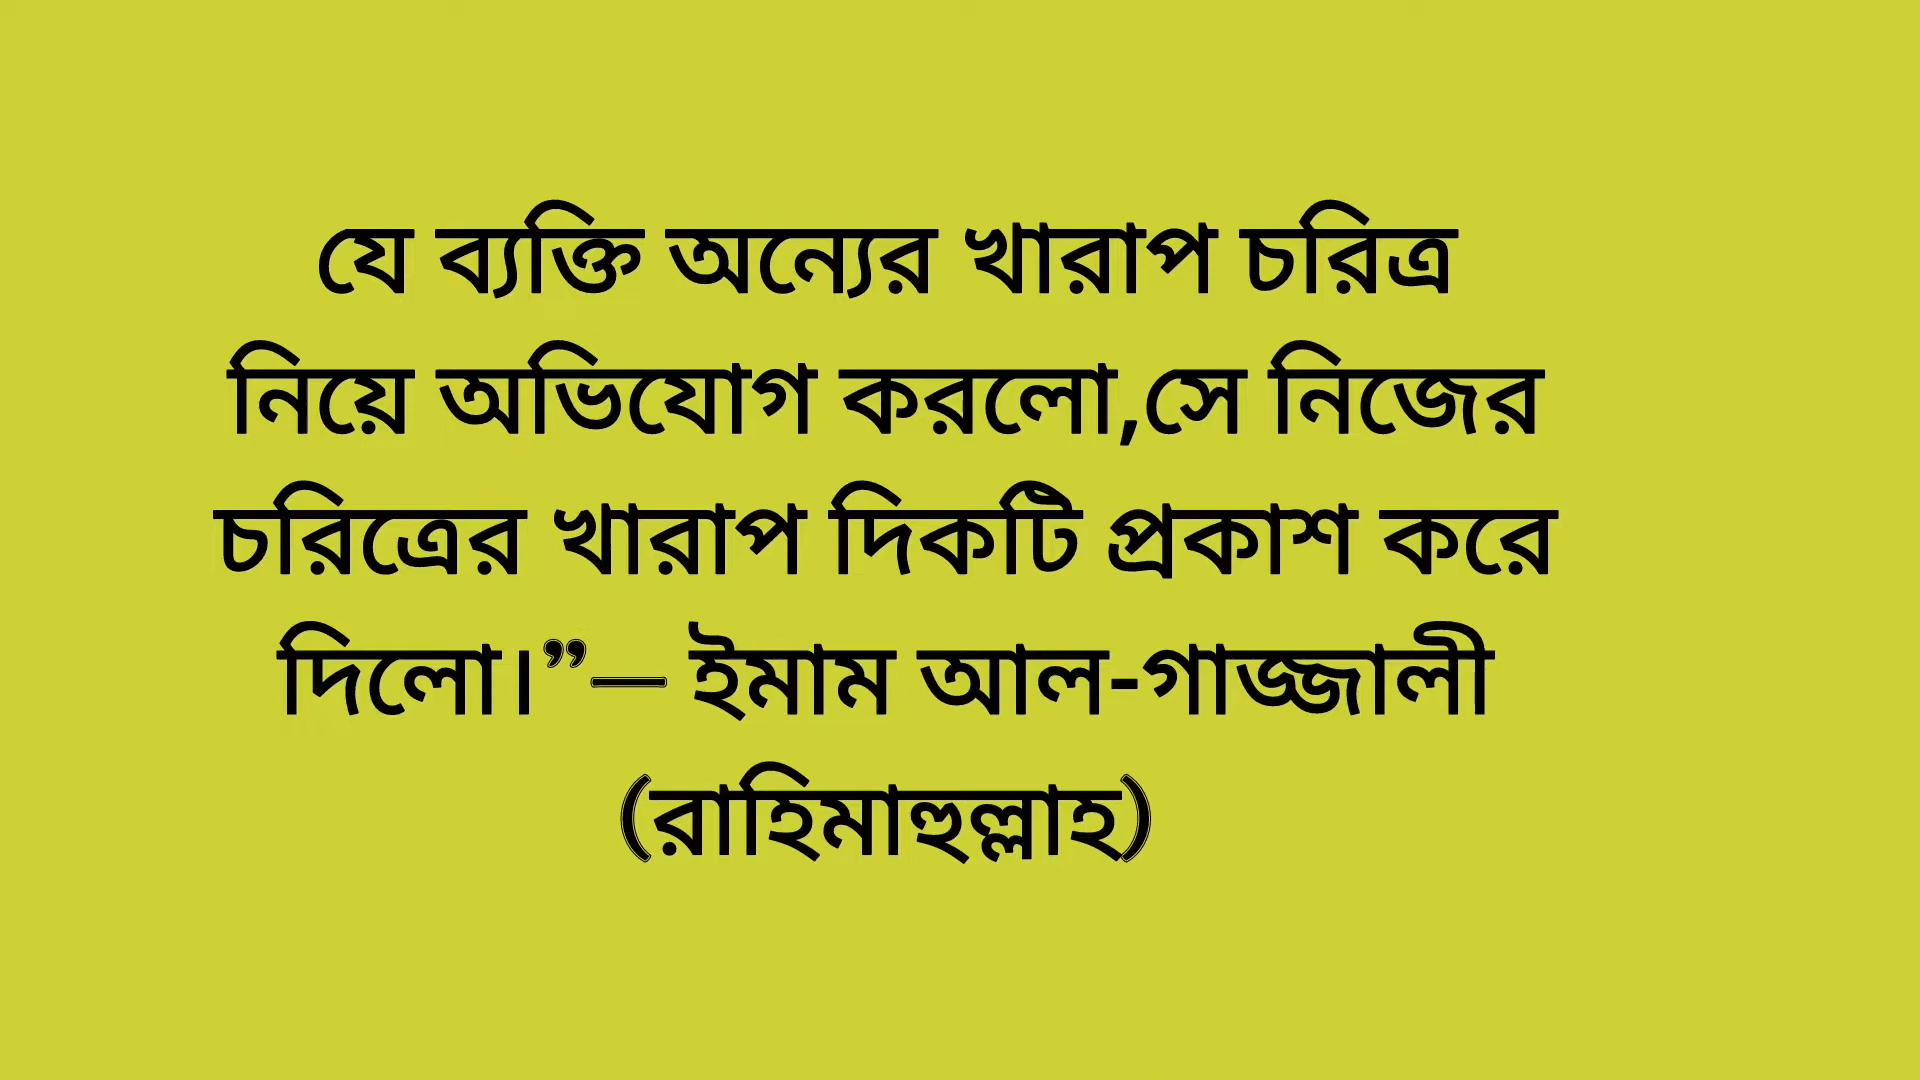 যে ব্যক্তি অন্যের খারাপ চরিত্র
নিয়ে অভিযোগ করলো,সে নিজের
চরিত্রের খারাপ দিকটি প্রকাশ করে
দিলো।”— ইমাম আল-গাজ্জালী
(রাহিমাহুল্লাহ)